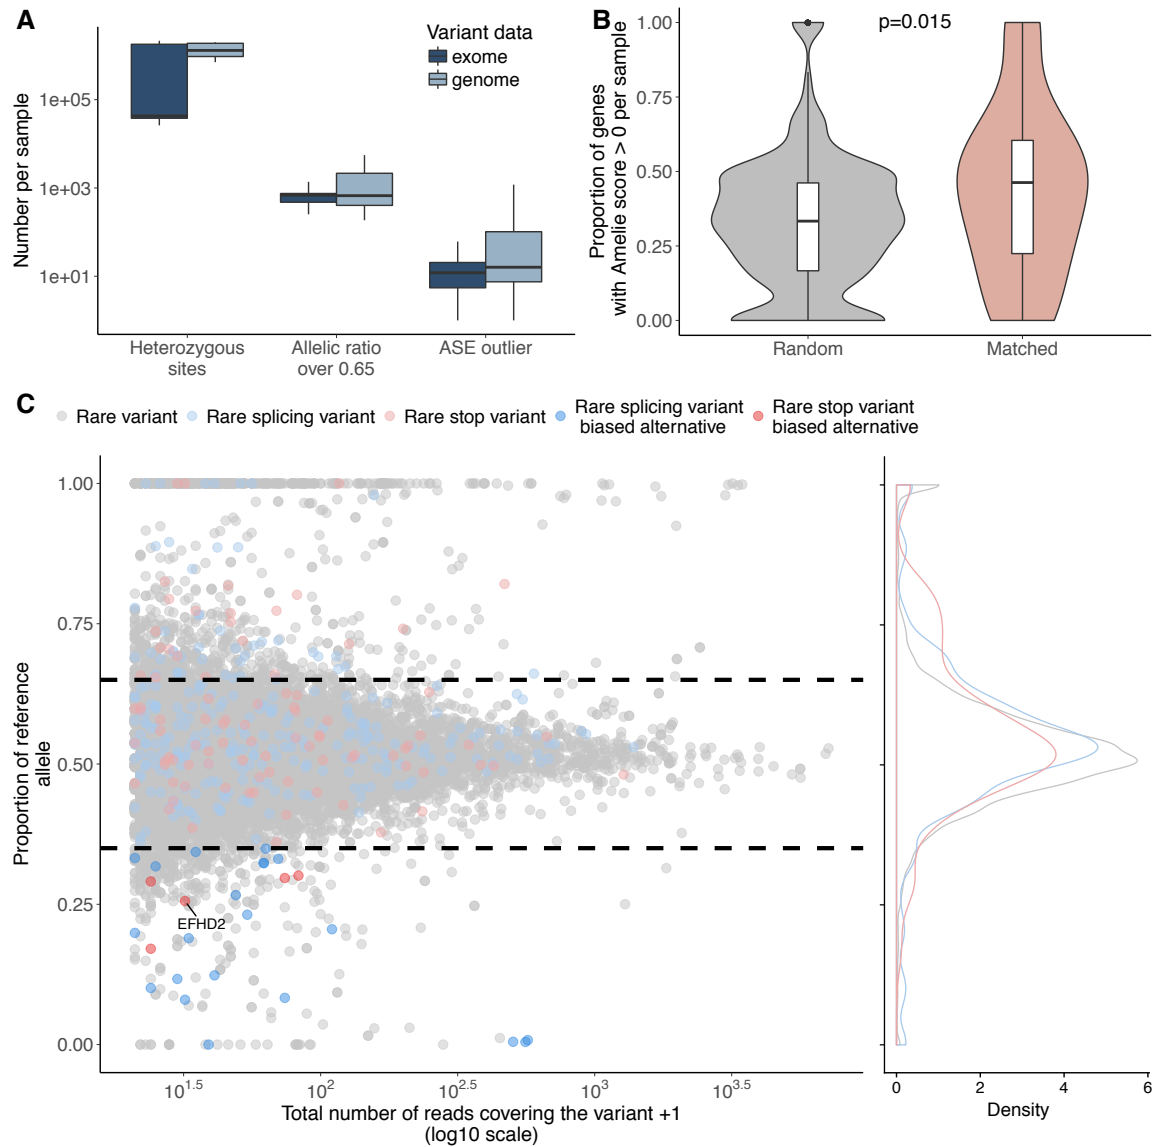 A
Variant data
exome
genome
Number per sample
1e+05
1e+03
1e+01
Heterozygous
sites
Allelic ratio
over 0.65
ASE outlier
B
p=0.015
Proportion of genes
with Amelie score > 0 per sample
1.00
0.75
0.50
0.25
0.00
Random
Matched
C
Rare variant
Rare splicing variant
Rare stop variant
Rare splicing variant
biased alternative
Rare stop variant
biased alternative
Proportion of reference
allele
1.00
0.75
0.50
0.25
0.00
EFHD2
10^1.5
10^2
10^2.5
10^3
10^3.5
Total number of reads covering the variant +1
(log10 scale)
0
2
4
6
Density